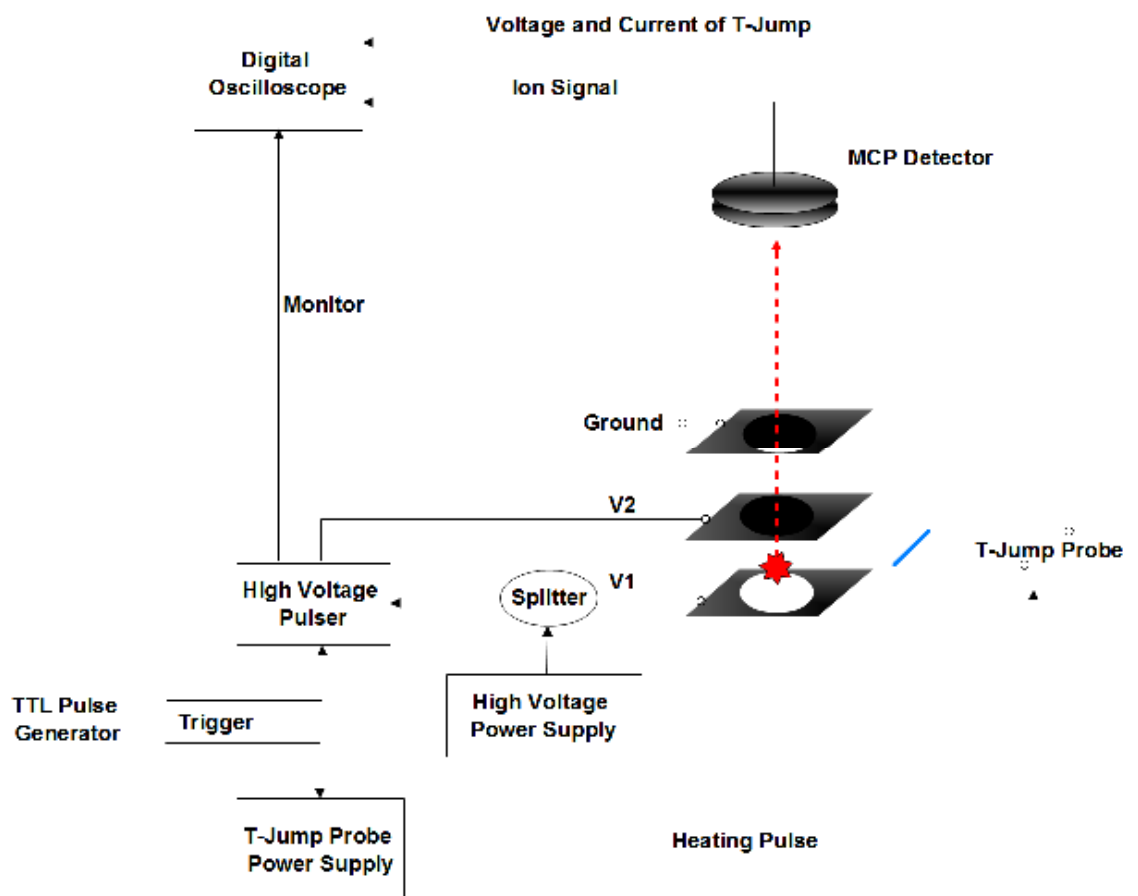 Voltage and Current of T-Jump
Digital
Oscilloscope
Ion Signal
MCP Detector
Monitor
Ground
V2
T-Jump Probe
High Voltage
Pulser
Splitter
V1
TTL Pulse
Generator
Trigger
High Voltage
Power Supply
T-Jump Probe
Power Supply
Heating Pulse